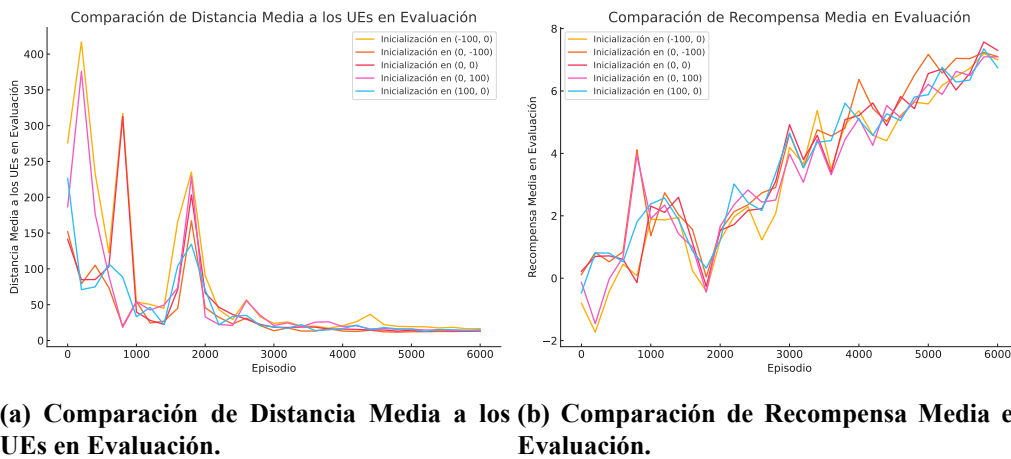 Comparación de Distancia Media a los UEs en Evaluación
Distancia Media a los UEs en Evaluación
400
350
300
250
200
150
100
50
0
Inicialización en (-100, 0)
Inicialización en (0, -100)
Inicialización en (0, 0)
Inicialización en (0, 100)
Inicialización en (100, 0)
0 1000 2000 3000 4000 5000 6000
Episodio
Comparación de Recompensa Media en Evaluación
Recompensa Media en Evaluación
8
6
4
2
0
−2
Inicialización en (-100, 0)
Inicialización en (0, -100)
Inicialización en (0, 0)
Inicialización en (0, 100)
Inicialización en (100, 0)
0 1000 2000 3000 4000 5000 6000
Episodio
(a) Comparación de Distancia Media a los
UEs en Evaluación.
(b) Comparación de Recompensa Media e
Evaluación.